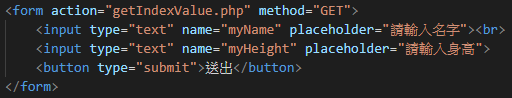 <form action="getIndexValue.php" method="GET">
<input type="text" name="myName" placeholder="請輸入名字"><br>
<input type="text" name="myHeight" placeholder="請輸入身高">
<button type="submit">送出</button>
</form>